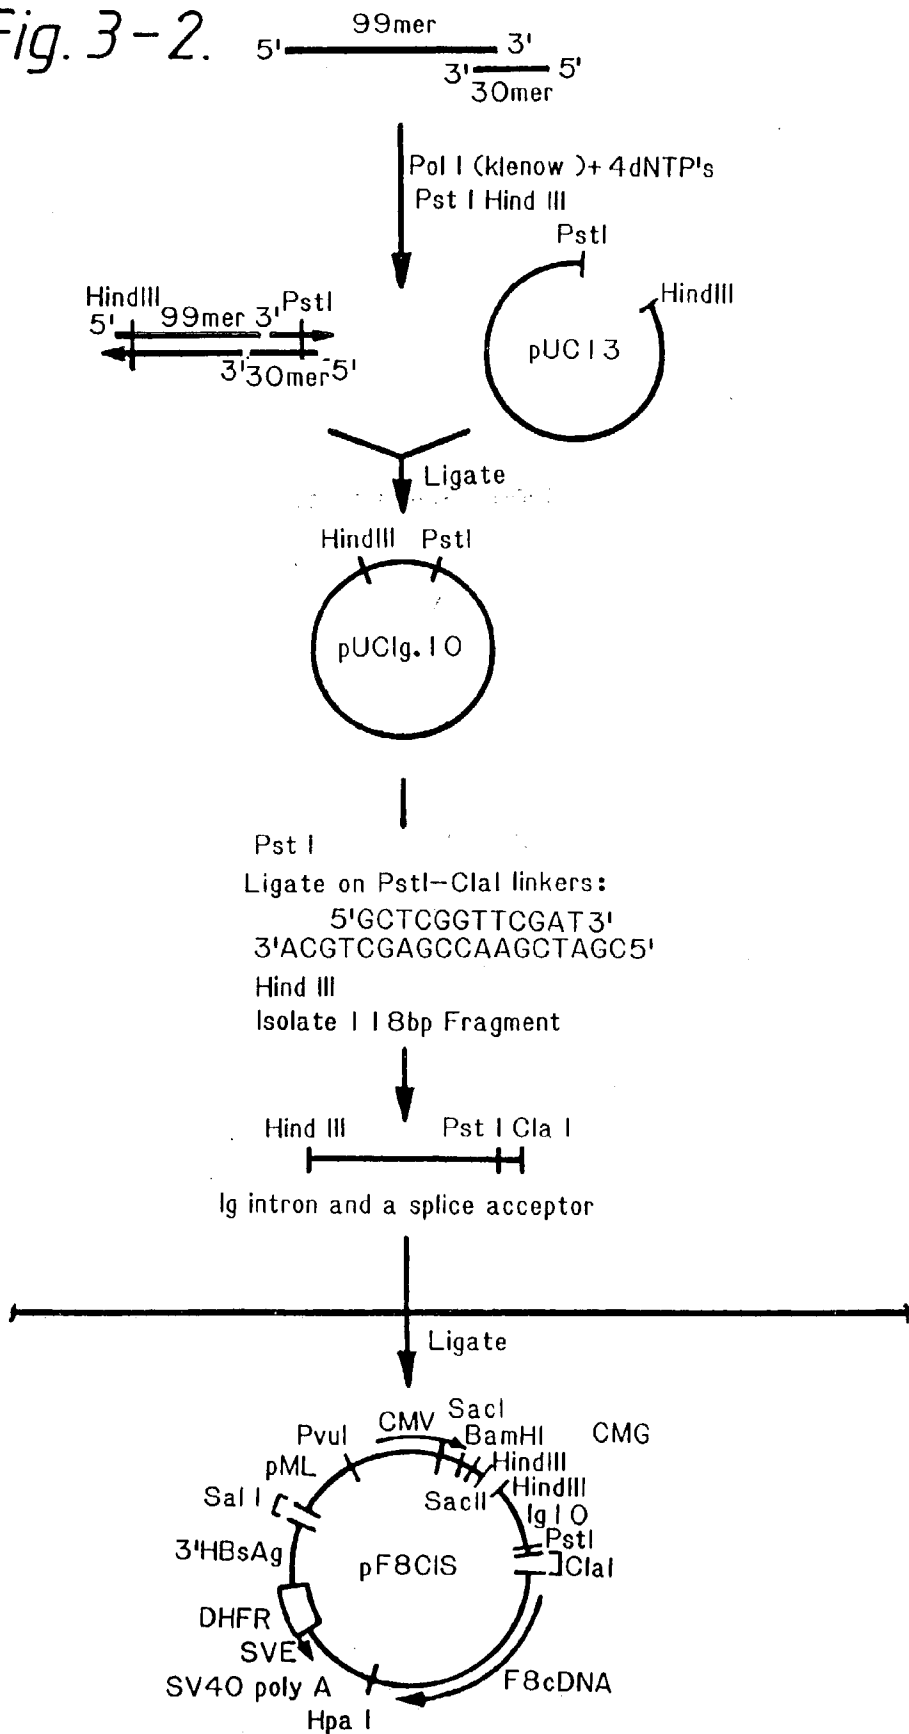 Fig. 3-2.
99mer
5' 3'
3' 5'
30mer
Pol I (klenow )+ 4dNTP's
Pst I Hind III
PstI
HindIII
pUC13
HindIII PstI
5' 99mer 3'
3'30mer 5'
Ligate
HindIII PstI
pUCIg.10
Pst I
Ligate on PstI-ClaI linkers:
5'GCTCGGTTCGAT3'
3'ACGTCGAGCCAAGCTAGC5'
Hind III
Isolate 118bp Fragment
Hind III Pst I Cla I
Ig intron and a splice acceptor
Ligate
SacI
CMV
BamHI
CMG
PvuI
HindIII
pML
SacII
HindIII
Sal I
Ig10
PstI
3'HBsAg
pF8CIS
ClaI
DHFR
SVE
SV40 poly A
F8cDNA
Hpa I